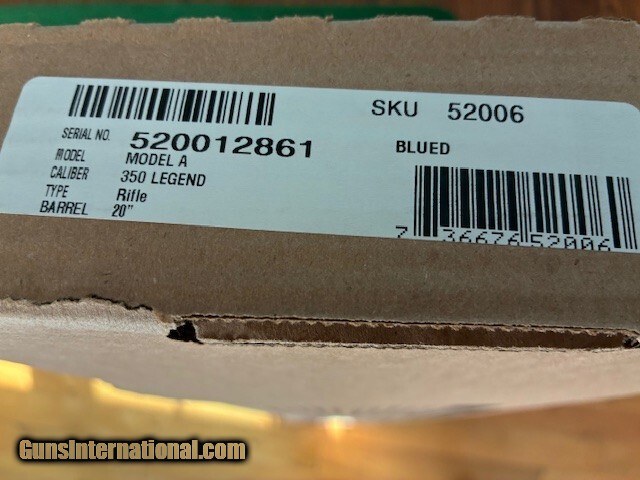 SKU 52006
SERIAL NO. 520012861
BLUED
MODEL MODEL A
CALIBER 350 LEGEND
TYPE Rifle
BARREL 20"
7 36676 52006
GunsInternational.com